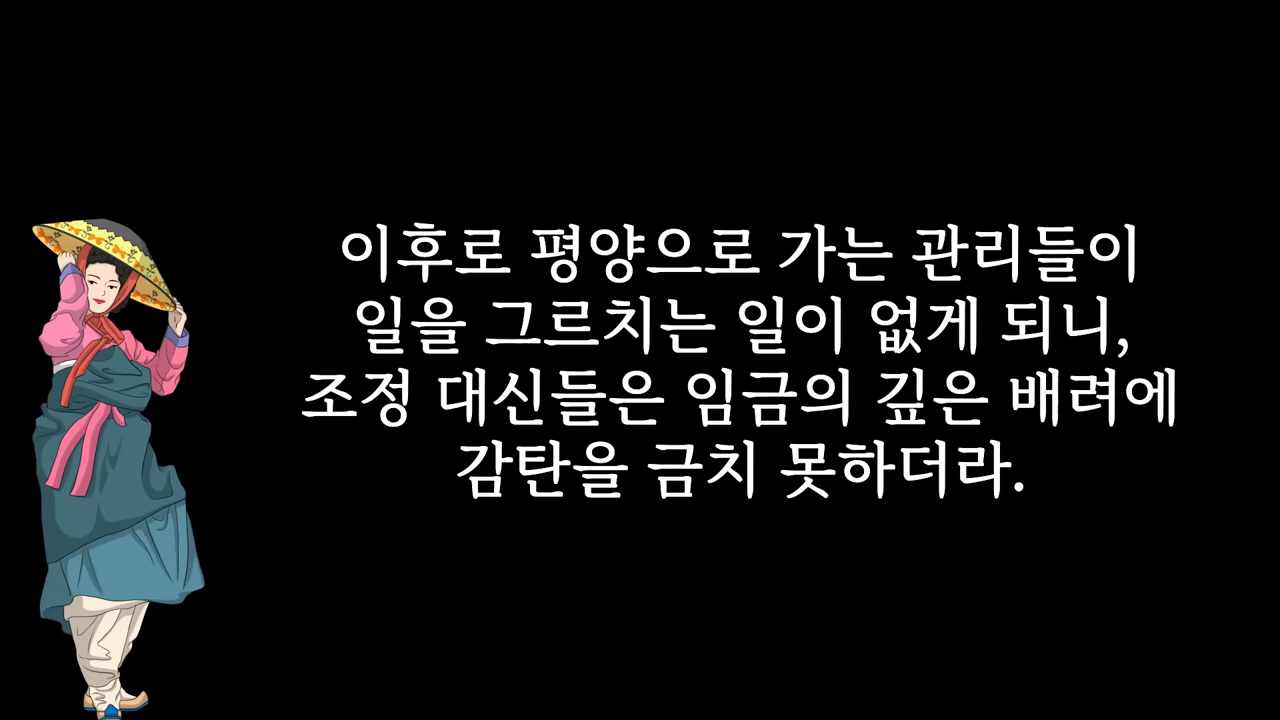 이후로 평양으로 가는 관리들이
일을 그르치는 일이 없게 되니,
조정 대신들은 임금의 깊은 배려에
감탄을 금치 못하더라.